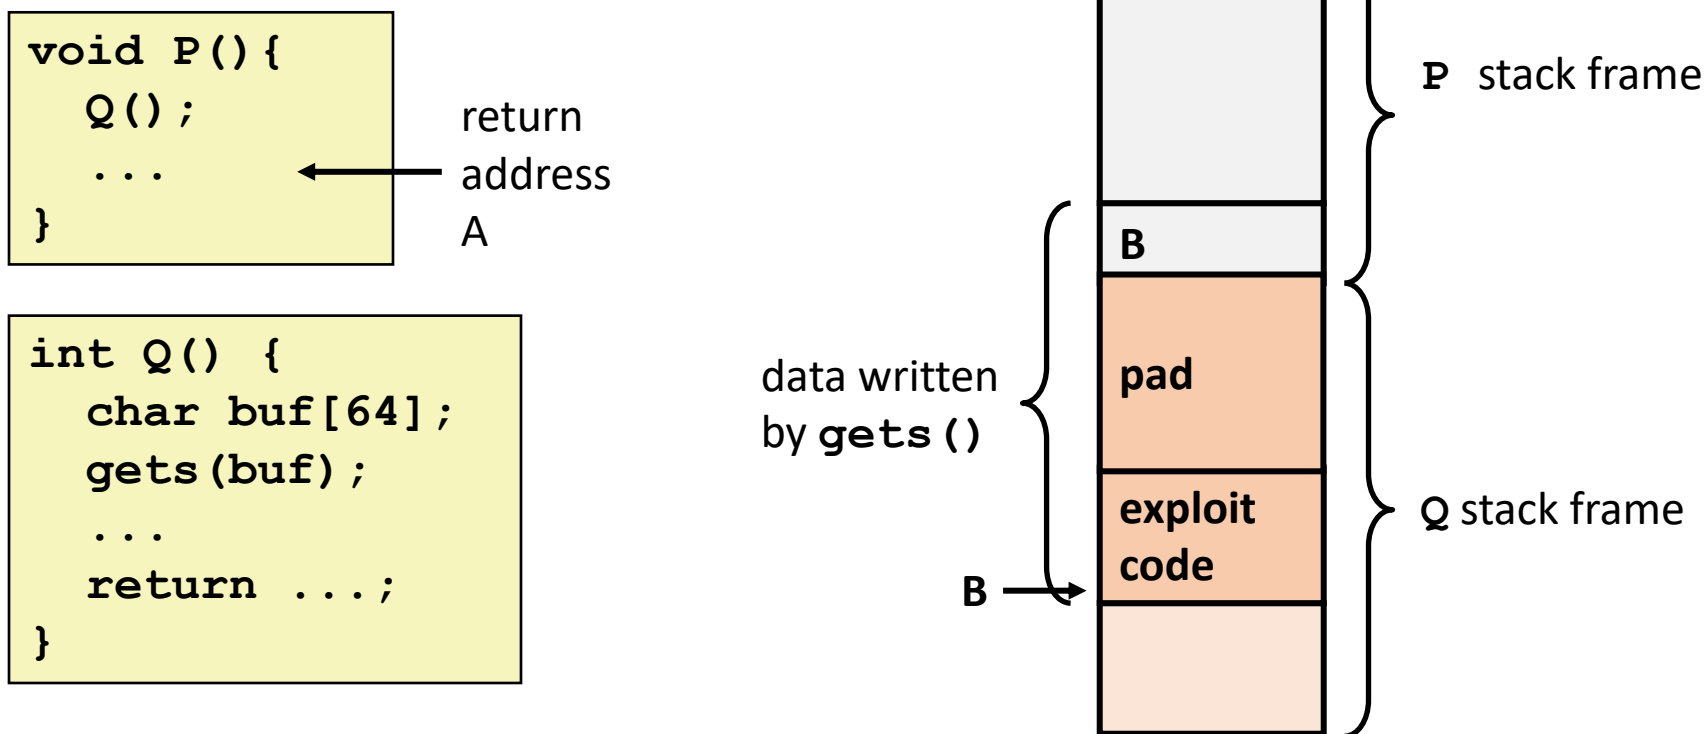 void P(){
  Q();
  ...
}
return
address
A
int Q() {
  char buf[64];
  gets(buf);
  ...
  return ...;
}
data written
by gets()
B
B
pad
exploit
code
P stack frame
Q stack frame